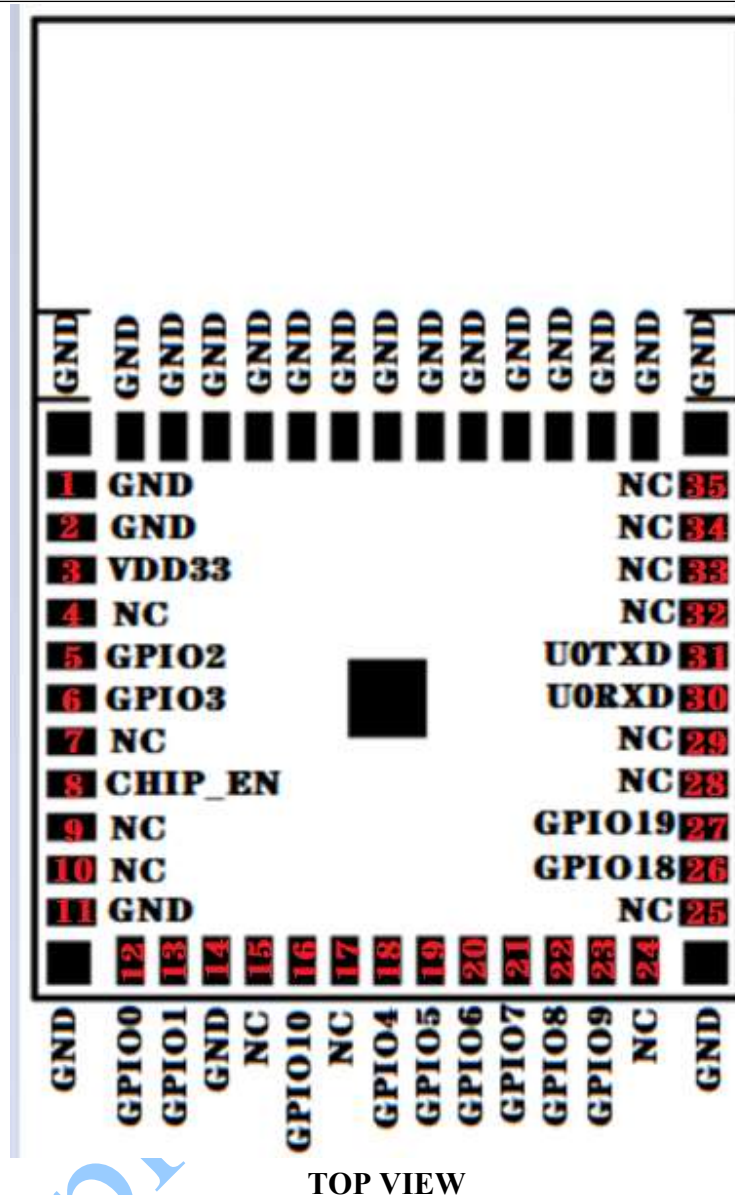 GND GND GND GND GND GND GND GND GND GND GND GND GND GND GND
1 GND NC 35
2 GND NC 34
3 VDD33 NC 33
4 NC NC 32
5 GPIO2 U0TXD 31
6 GPIO3 U0RXD 30
7 NC NC 29
8 CHIP_EN NC 28
9 NC GPIO19 27
10 NC GPIO18 26
11 GND NC 25
12 13 14 15 16 17 18 19 20 21 22 23 24
GND GPIO0 GPIO1 GND NC GPIO10 NC GPIO4 GPIO5 GPIO6 GPIO7 GPIO8 GPIO9 NC GND
TOP VIEW